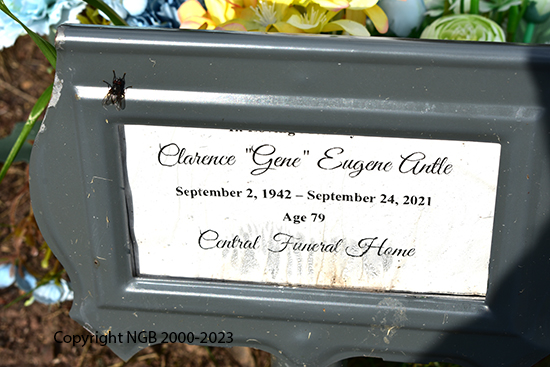 Clarence "Gene" Eugene Antle
September 2, 1942 – September 24, 2021
Age 79
Central Funeral Home
Copyright NGB 2000-2023